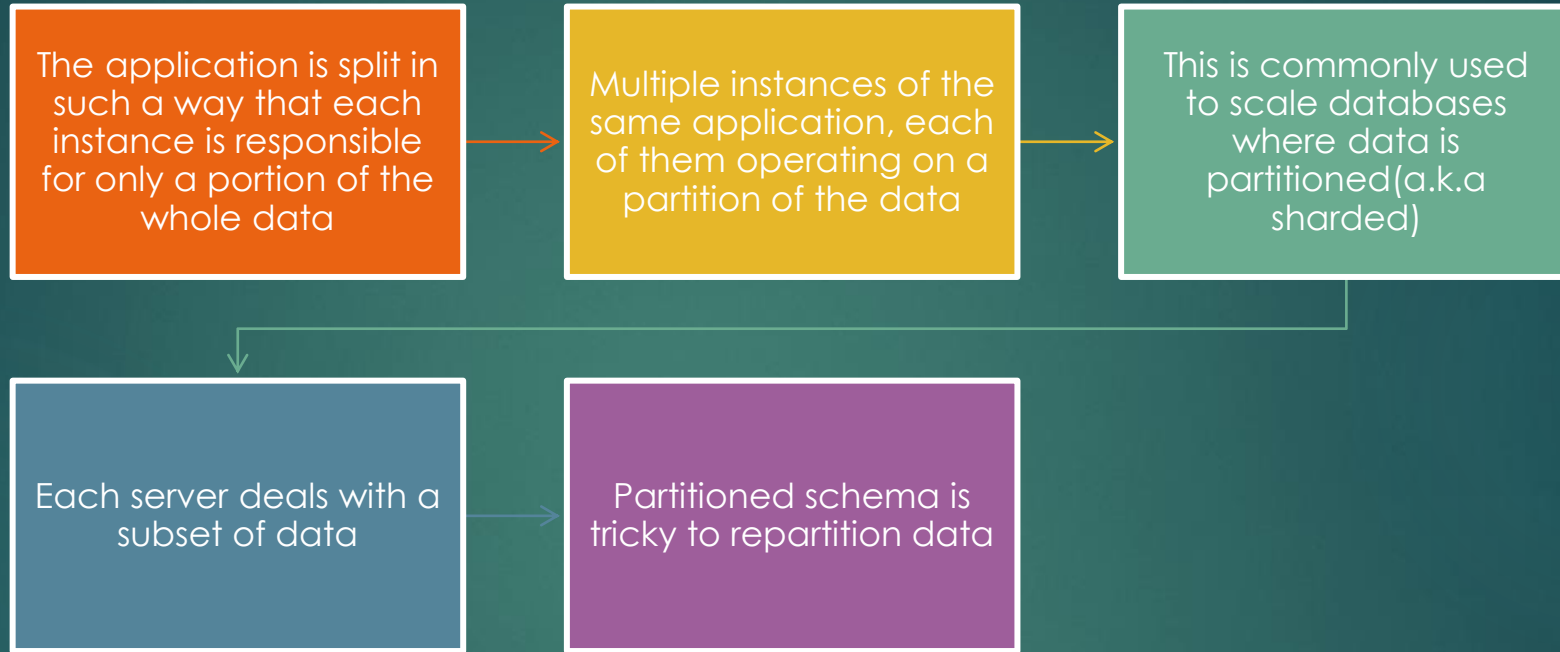 The application is split in
such a way that each
instance is responsible
for only a portion of the
whole data
Multiple instances of the
same application, each
of them operating on a
partition of the data
This is commonly used
to scale databases
where data is
partitioned(a.k.a
sharded)
Each server deals with a
subset of data
Partitioned schema is
tricky to repartition data